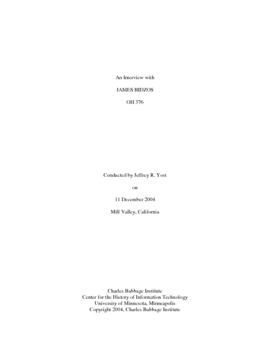 An Interview with
JAMES BIDZOS
OH 376
Conducted by Jeffrey R. Yost
on
11 December 2004
Mill Valley, California
Charles Babbage Institute
Center for the History of Information Technology
University of Minnesota, Minneapolis
Copyright 2004, Charles Babbage Institute